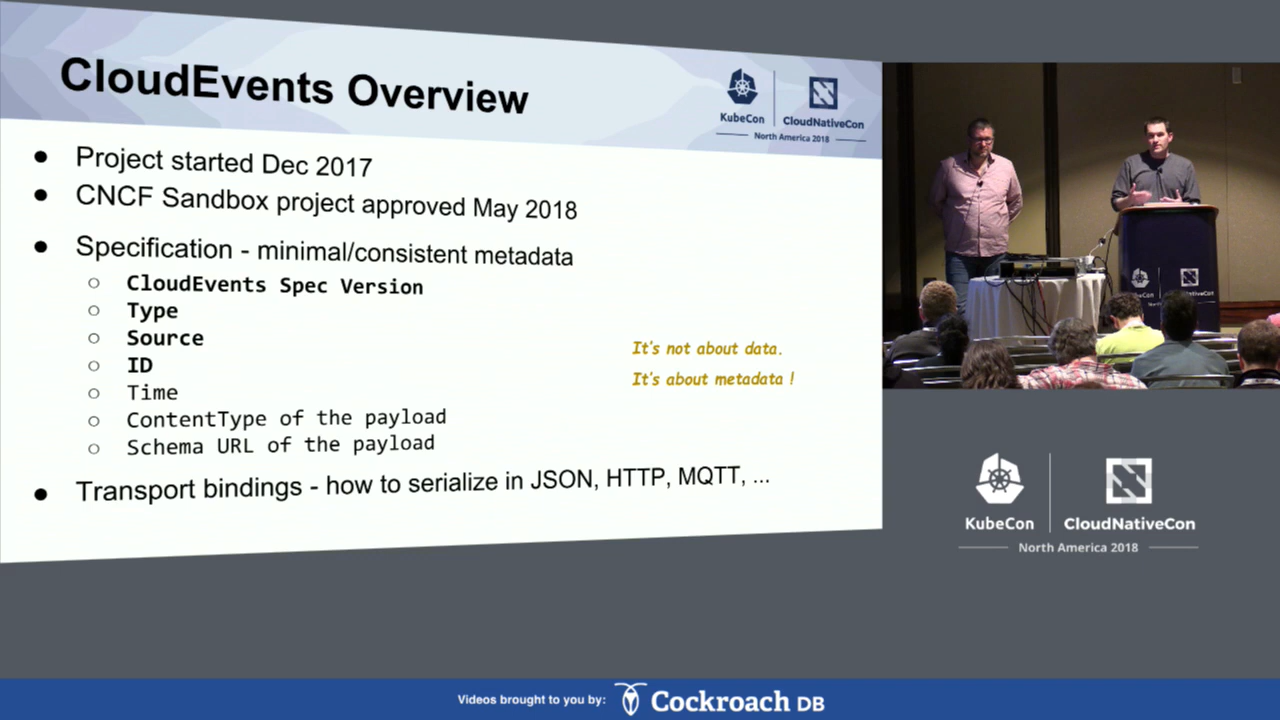 CloudEvents Overview
KubeCon
CloudNativeCon
North America 2018
● Project started Dec 2017
● CNCF Sandbox project approved May 2018
● Specification - minimal/consistent metadata
○ CloudEvents Spec Version
○ Type
○ Source
○ ID
○ Time
○ ContentType of the payload
○ Schema URL of the payload
It's not about data.
It's about metadata !
● Transport bindings - how to serialize in JSON, HTTP, MQTT, ...
KubeCon
CloudNativeCon
North America 2018
Videos brought to you by: Cockroach DB